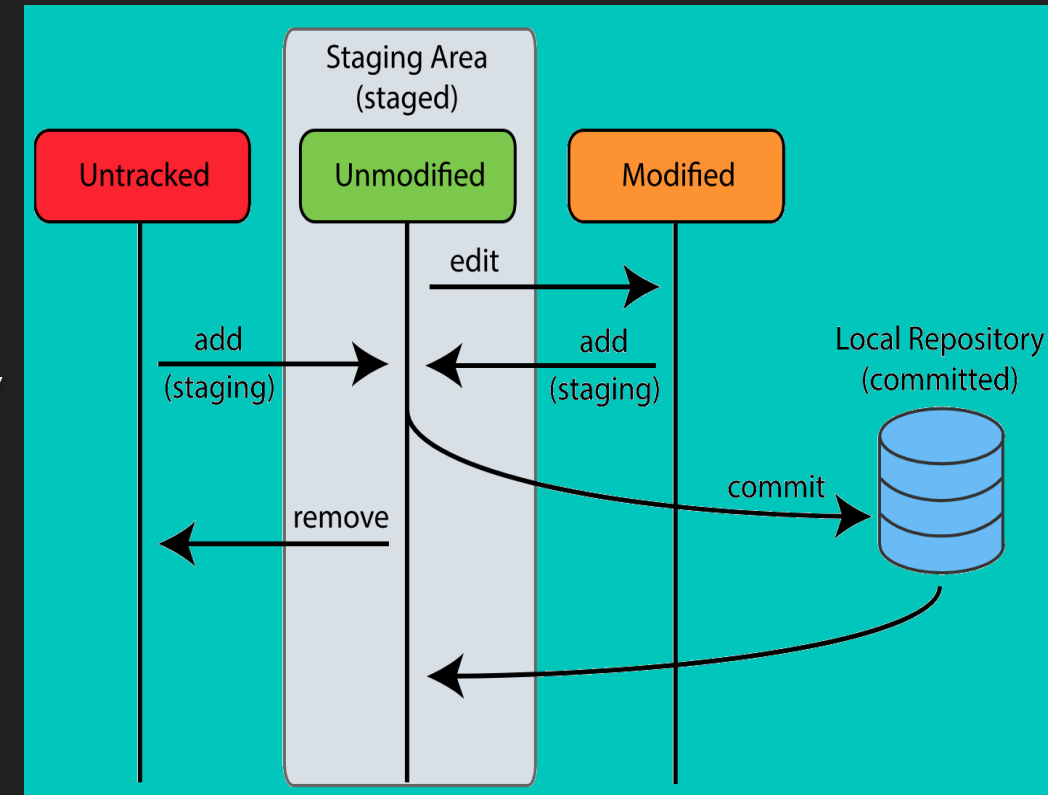 Staging Area
(staged)
Untracked
Unmodified
Modified
edit
add
(staging)
add
(staging)
Local Repository
(committed)
commit
remove